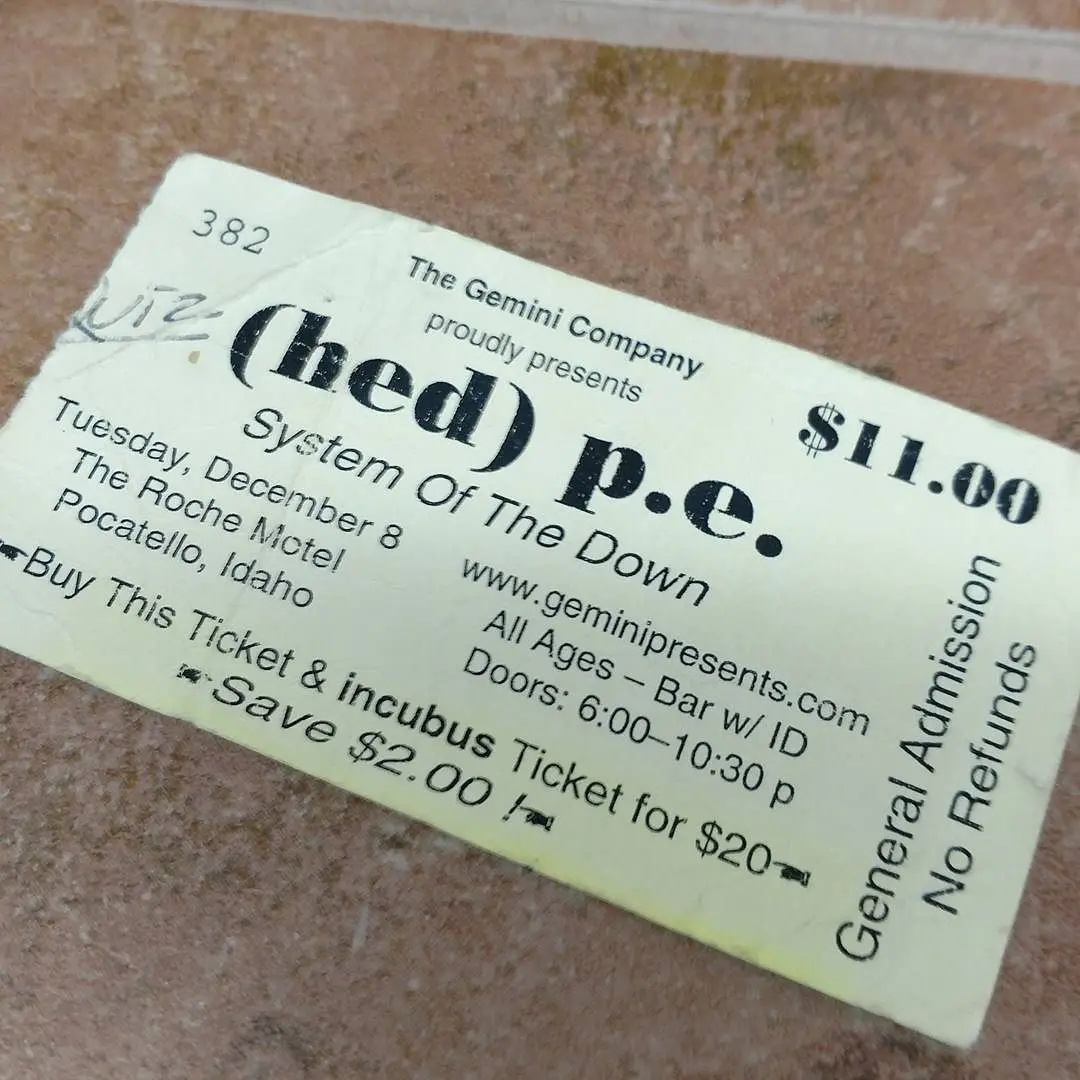 382
The Gemini Company
proudly presents
(hed) p.e.
System Of The Down
$11.00
Tuesday, December 8
The Roche Motel
Pocatello, Idaho
www.geminipresents.com
All Ages – Bar w/ ID
Doors: 6:00–10:30 p
Buy This Ticket & incubus Ticket for $20
Save $2.00 !
General Admission
No Refunds